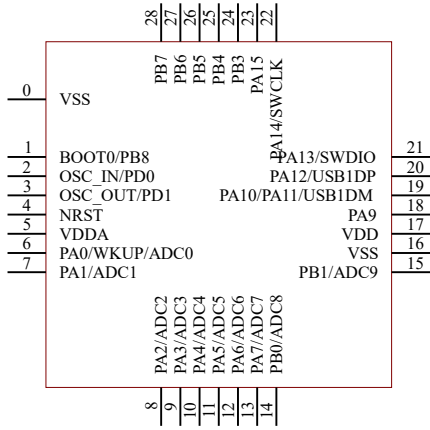 28
27
26
25
24
23
22
PB7
PB6
PB5
PB4
PB3
PA15
PA14/SWCLK
0
VSS
1
BOOT0/PB8
2
OSC_IN/PD0
3
OSC_OUT/PD1
4
NRST
5
VDDA
6
PA0/WKUP/ADC0
7
PA1/ADC1
PA13/SWDIO
21
PA12/USB1DP
20
PA10/PA11/USB1DM
19
PA9
18
VDD
17
VSS
16
PB1/ADC9
15
PA2/ADC2
PA3/ADC3
PA4/ADC4
PA5/ADC5
PA6/ADC6
PA7/ADC7
PB0/ADC8
8
9
10
11
12
13
14